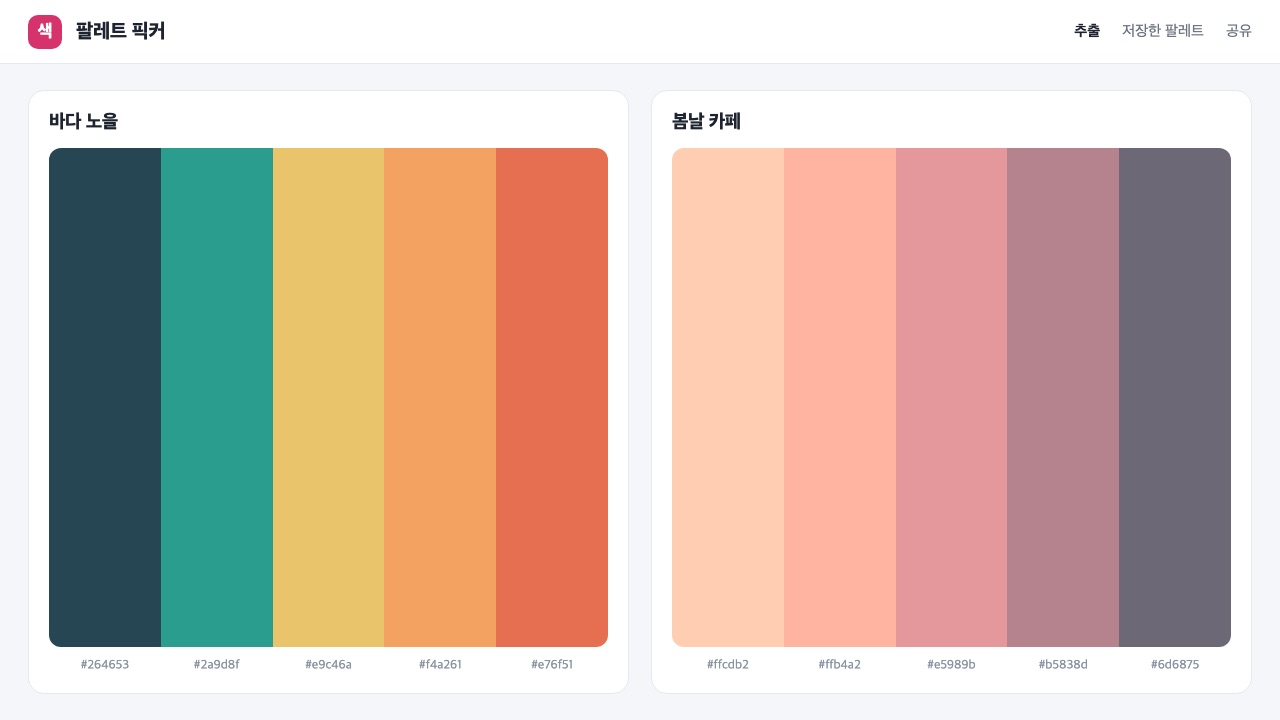 색 팔레트 픽커
추출 저장한 팔레트 공유
바다 노을
#264653 #2a9d8f #e9c46a #f4a261 #e76f51
봄날 카페
#ffcdb2 #ffb4a2 #e5989b #b5838d #6d6875